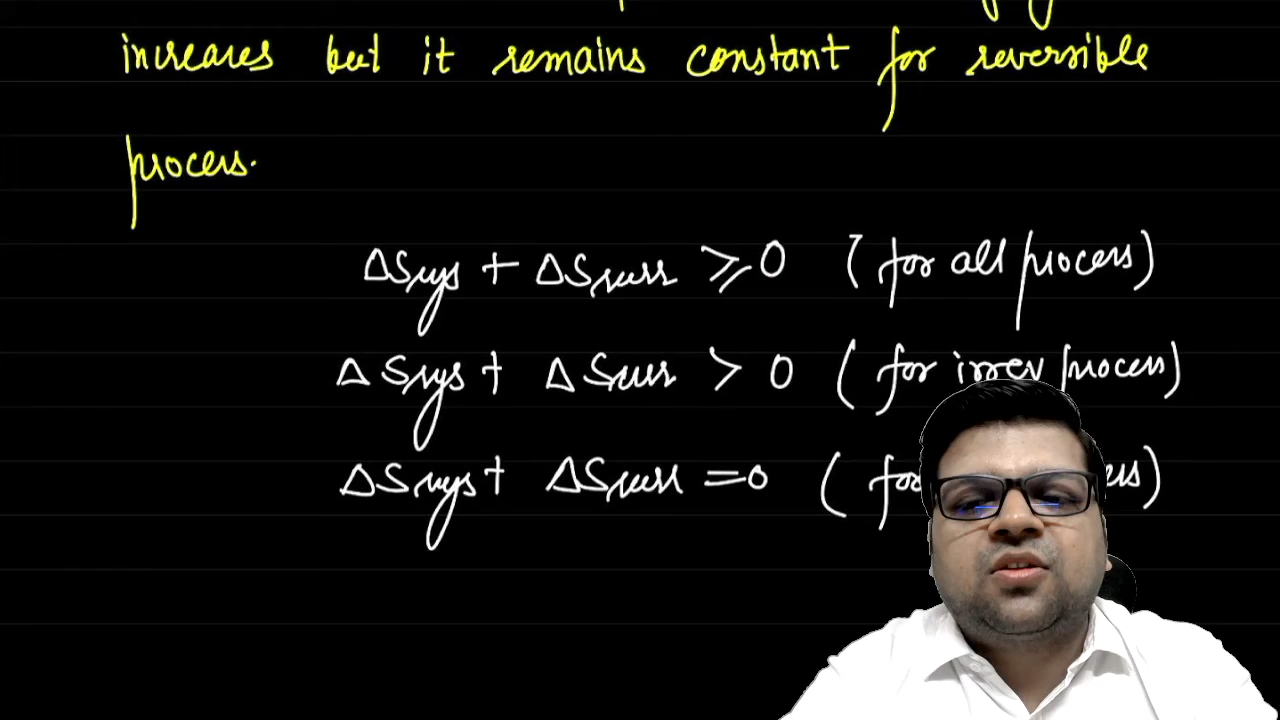 increases but it remains constant for reversible
process.
ΔSsys + ΔSsurr ⩾ 0 (for all process)
ΔSsys + ΔSsurr > 0 (for irrev process)
ΔSsys + ΔSsurr = 0 (for